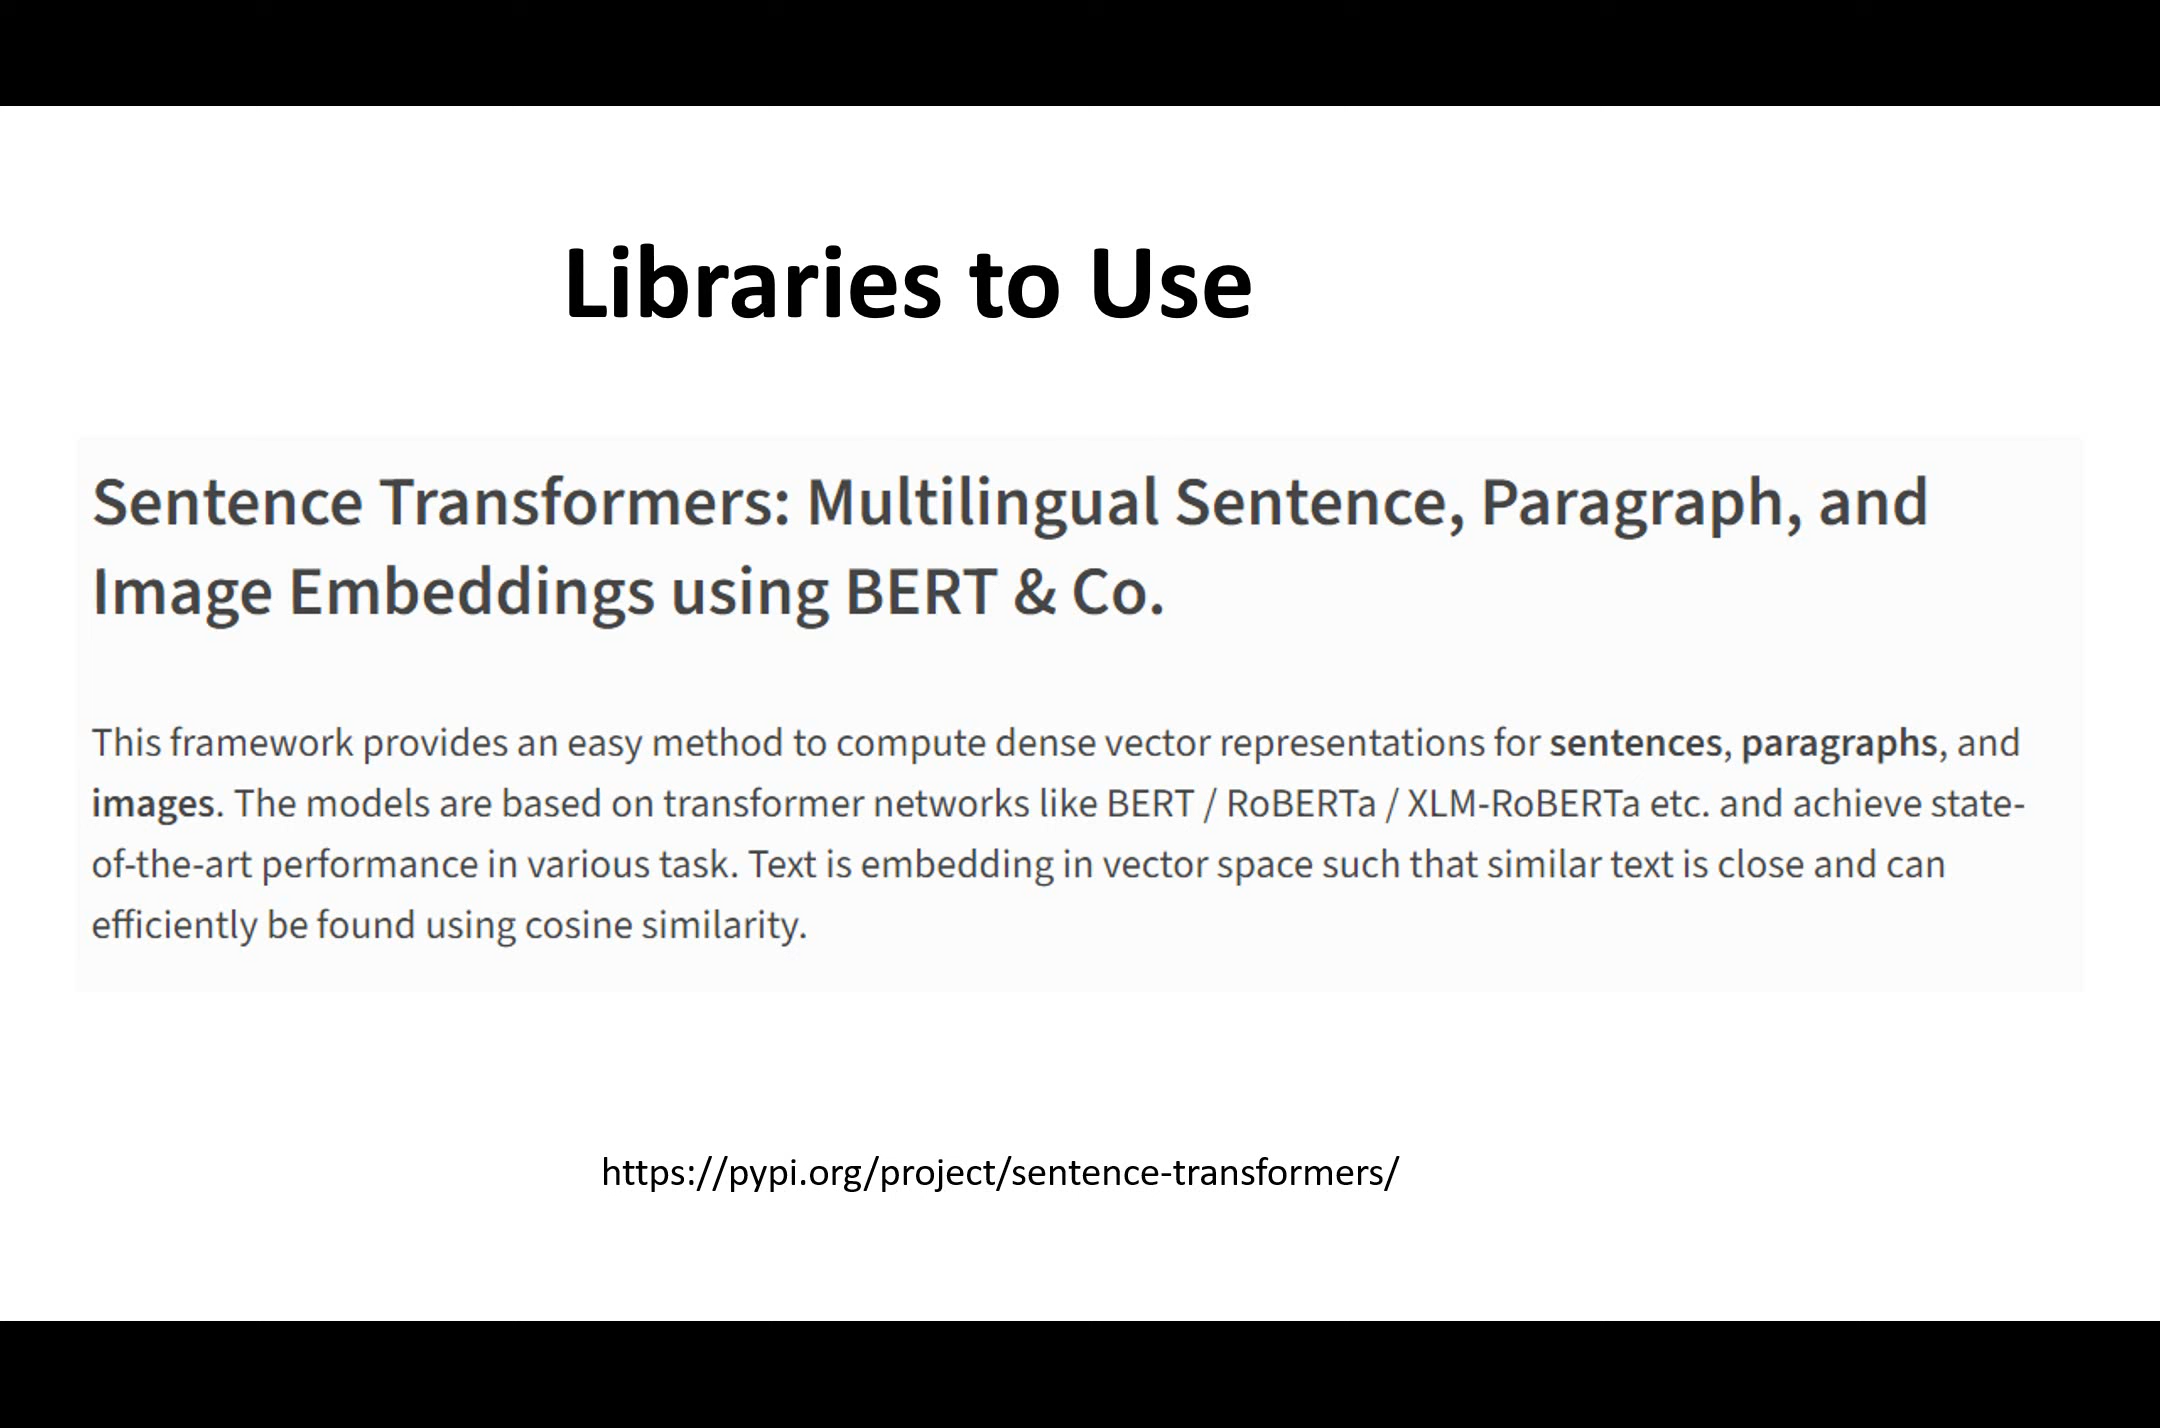 Libraries to Use
Sentence Transformers: Multilingual Sentence, Paragraph, and
Image Embeddings using BERT & Co.
This framework provides an easy method to compute dense vector representations for sentences, paragraphs, and
images. The models are based on transformer networks like BERT / RoBERTa / XLM-RoBERTa etc. and achieve state-
of-the-art performance in various task. Text is embedding in vector space such that similar text is close and can
efficiently be found using cosine similarity.
https://pypi.org/project/sentence-transformers/